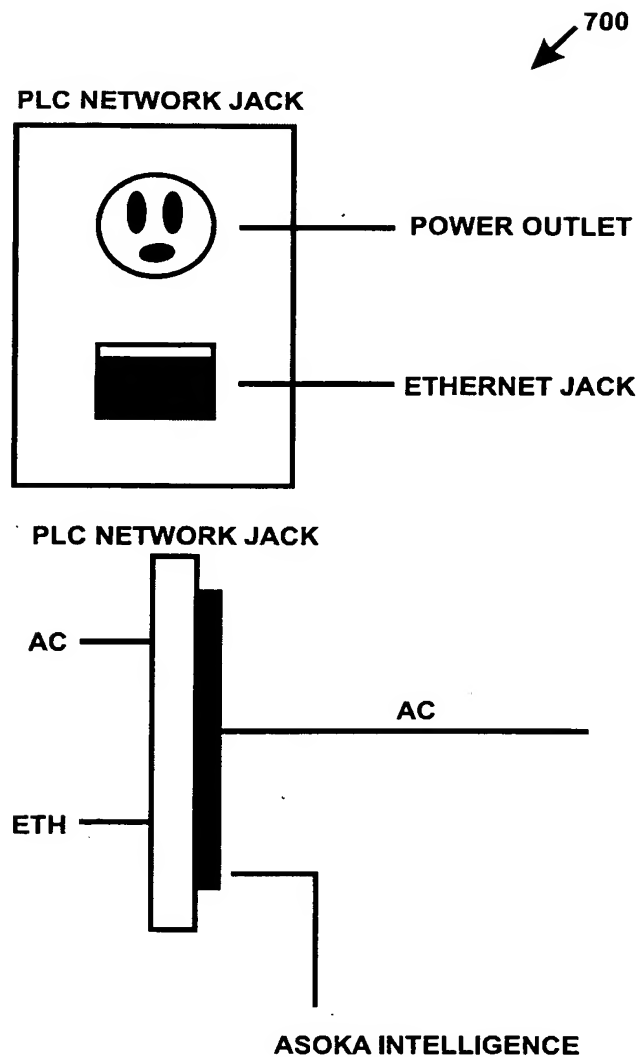 700
PLC NETWORK JACK
POWER OUTLET
ETHERNET JACK
PLC NETWORK JACK
AC
AC
ETH
ASOKA INTELLIGENCE